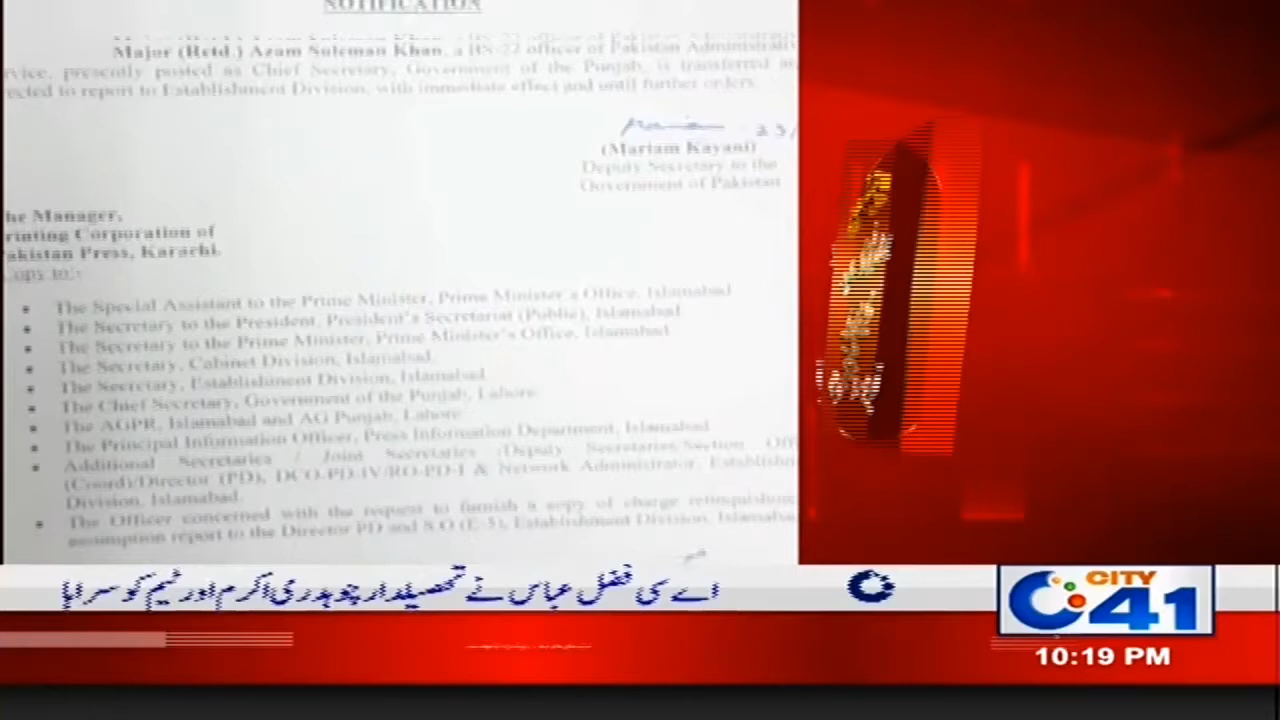 NOTIFICATION
Major (Retd.) Azam Suleman Khan, a BS-22 officer of Pakistan Administrativ
rvice, presently posted as Chief Secretary, Government of the Punjab, is transferred an
ected to report to Establishment Division, with immediate effect and until further orders.
(Mariam Kayani)
Deputy Secretary to the
Government of Pakistan
he Manager,
rinting Corporation of
akistan Press, Karachi.
Copy to:-
The Special Assistant to the Prime Minister, Prime Minister's Office, Islamabad
The Secretary to the President, President's Secretariat (Public), Islamabad
The Secretary to the Prime Minister, Prime Minister's Office, Islamabad
The Secretary, Cabinet Division, Islamabad.
The Secretary, Establishment Division, Islamabad
The Chief Secretary, Government of the Punjab, Lahore
The AGPR, Islamabad and AG Punjab, Lahore
The Principal Information Officer, Press Information Department, Islamabad
Additional Secretaries / Joint Secretaries /Deputy Secretaries/Section Offi
(Coord)/Director (PD), DCO-PD-IV/RO-PD-I & Network Administrator, Establishm
Division, Islamabad.
The Officer concerned with the request to furnish a copy of charge relinquishm
assumption report to the Director PD and S.O (E-5), Establishment Division, Islamaba
اے سی فضل عباس نے تحصیلدار چوہدری اکرم اور ٹیم کو سراہا
CITY
41
10:19 PM